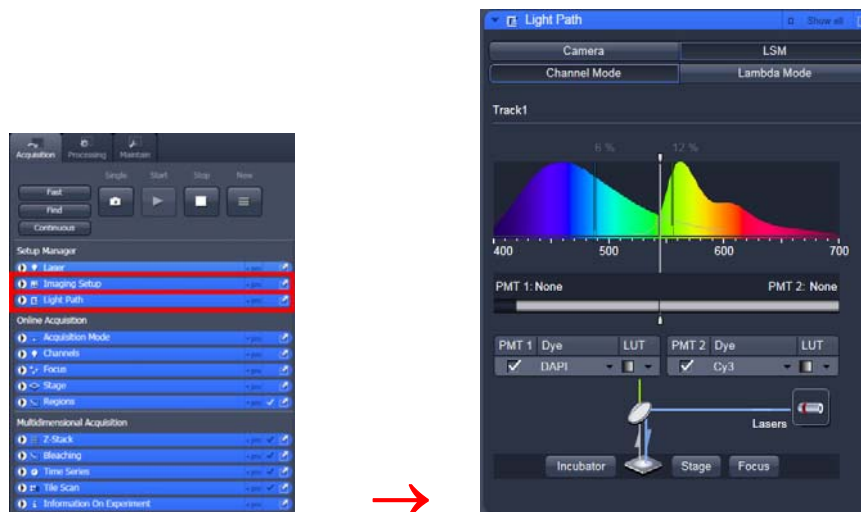 Acquisition Processing Maintain
Single Start Stop New
Fast
Find
Continuous
Setup Manager
Laser
Imaging Setup
Light Path
Online Acquisition
Acquisition Mode
Channels
Focus
Stage
Regions
Multidimensional Acquisition
Z-Stack
Bleaching
Time Series
Tile Scan
Information On Experiment
Light Path Show all
Camera LSM
Channel Mode Lambda Mode
Track1
6 % 12 %
400 500 600 700
PMT 1: None PMT 2: None
PMT 1 Dye LUT PMT 2 Dye LUT
DAPI Cy3
Lasers
Incubator Stage Focus